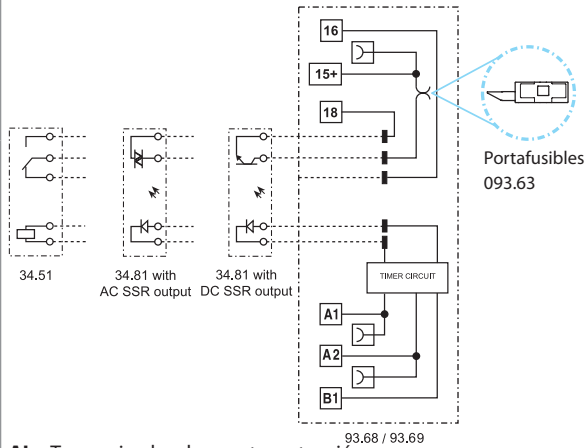 16
15+
18
Portafusibles
093.63
34.51
34.81 with
AC SSR output
34.81 with
DC SSR output
TIMER CIRCUIT
A1
A2
B1
93.68 / 93.69